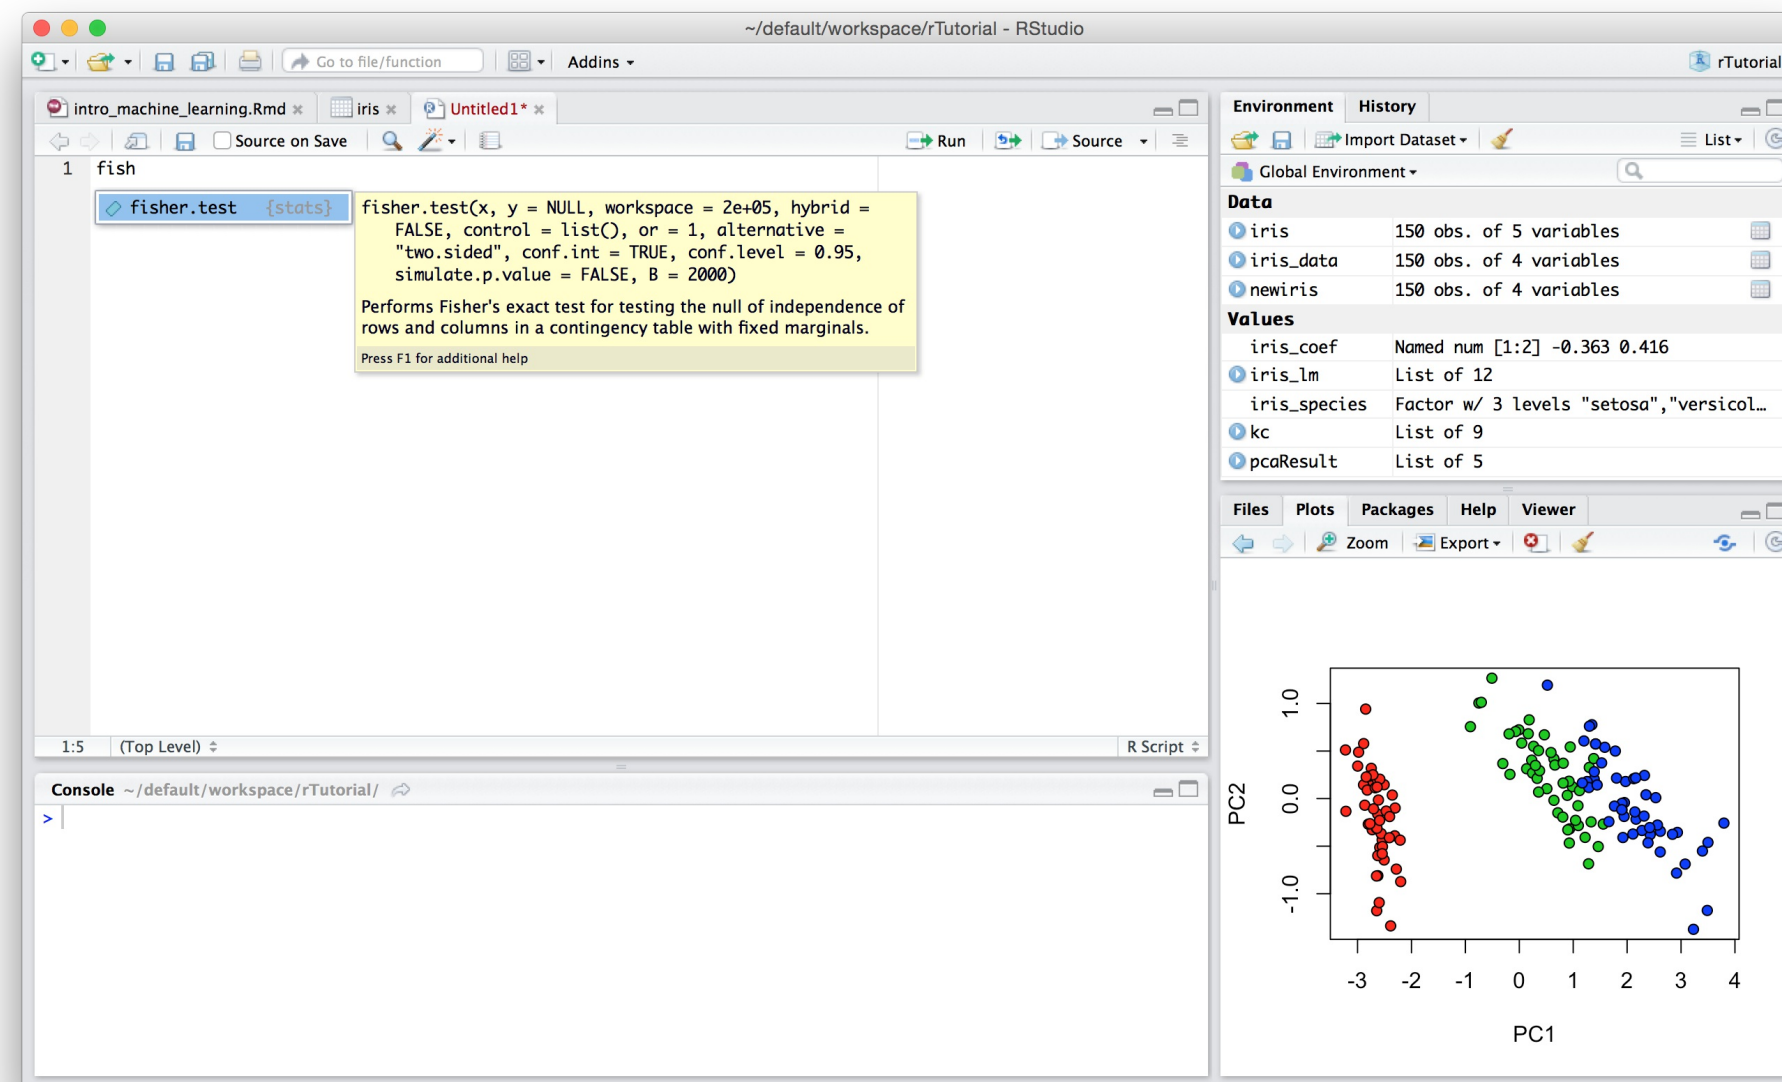 ~/default/workspace/rTutorial - RStudio
Go to file/function
Addins
rTutorial
intro_machine_learning.Rmd
iris
Untitled1*
Source on Save
Run
Source
1 fish
fisher.test {stats}
fisher.test(x, y = NULL, workspace = 2e+05, hybrid =
FALSE, control = list(), or = 1, alternative =
"two.sided", conf.int = TRUE, conf.level = 0.95,
simulate.p.value = FALSE, B = 2000)
Performs Fisher's exact test for testing the null of independence of
rows and columns in a contingency table with fixed marginals.
Press F1 for additional help
1:5 (Top Level) R Script
Console ~/default/workspace/rTutorial/
>
Environment History
Import Dataset List
Global Environment
Data
iris 150 obs. of 5 variables
iris_data 150 obs. of 4 variables
newiris 150 obs. of 4 variables
Values
iris_coef Named num [1:2] -0.363 0.416
iris_lm List of 12
iris_species Factor w/ 3 levels "setosa","versicol…
kc List of 9
pcaResult List of 5
Files Plots Packages Help Viewer
Zoom Export
PC2
1.0
0.0
-1.0
-3 -2 -1 0 1 2 3 4
PC1